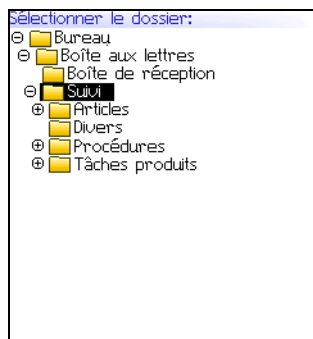 Sélectionner le dossier:
Bureau
Boîte aux lettres
Boîte de réception
Suivi
Articles
Divers
Procédures
Tâches produits